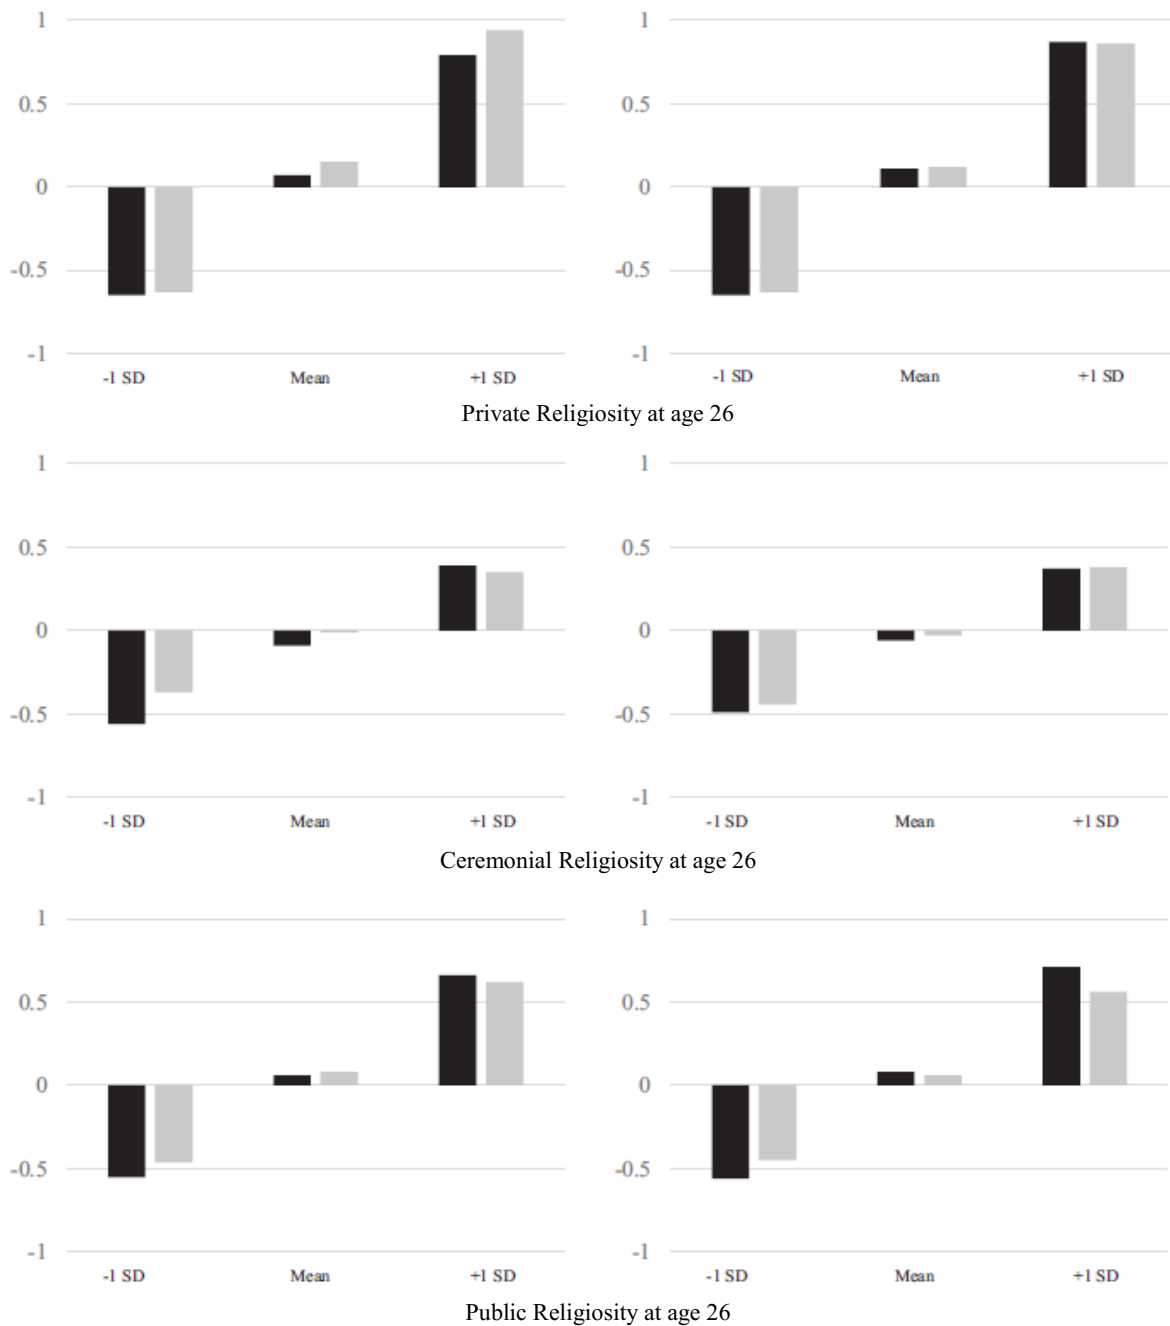 1 1
0.5 0.5
0 0
-0.5 -0.5
-1 -1
-1 SD Mean +1 SD -1 SD Mean +1 SD
Private Religiosity at age 26
1 1
0.5 0.5
0 0
-0.5 -0.5
-1 -1
-1 SD Mean +1 SD -1 SD Mean +1 SD
Ceremonial Religiosity at age 26
1 1
0.5 0.5
0 0
-0.5 -0.5
-1 -1
-1 SD Mean +1 SD -1 SD Mean +1 SD
Public Religiosity at age 26